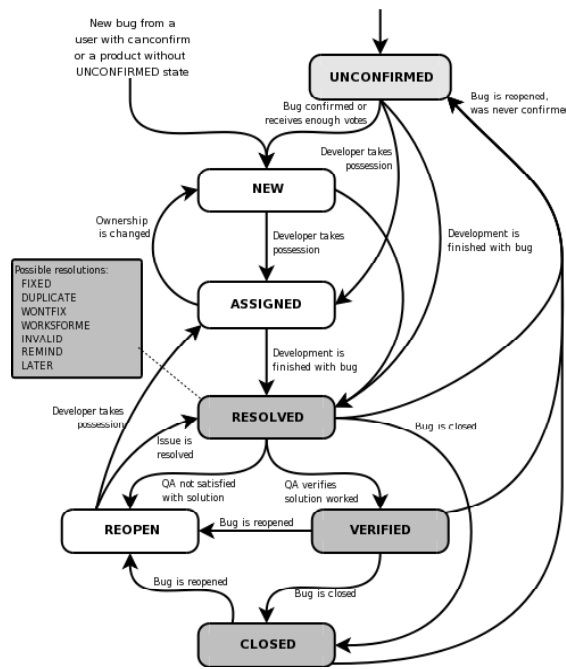 New bug from a
user with canconfirm
or a product without
UNCONFIRMED state
UNCONFIRMED
Bug is reopened,
was never confirmed
Bug confirmed or
receives enough votes
Developer takes
possession
NEW
Ownership
is changed
Developer takes
possession
Development is
finished with bug
Possible resolutions:
FIXED
DUPLICATE
WONTFIX
WORKSFORME
INVALID
REMIND
LATER
ASSIGNED
Development is
finished with bug
Developer takes
possession
RESOLVED
Issue is
resolved
Bug is closed
QA not satisfied
with solution
QA verifies
solution worked
REOPEN
Bug is reopened
VERIFIED
Bug is reopened
Bug is closed
CLOSED